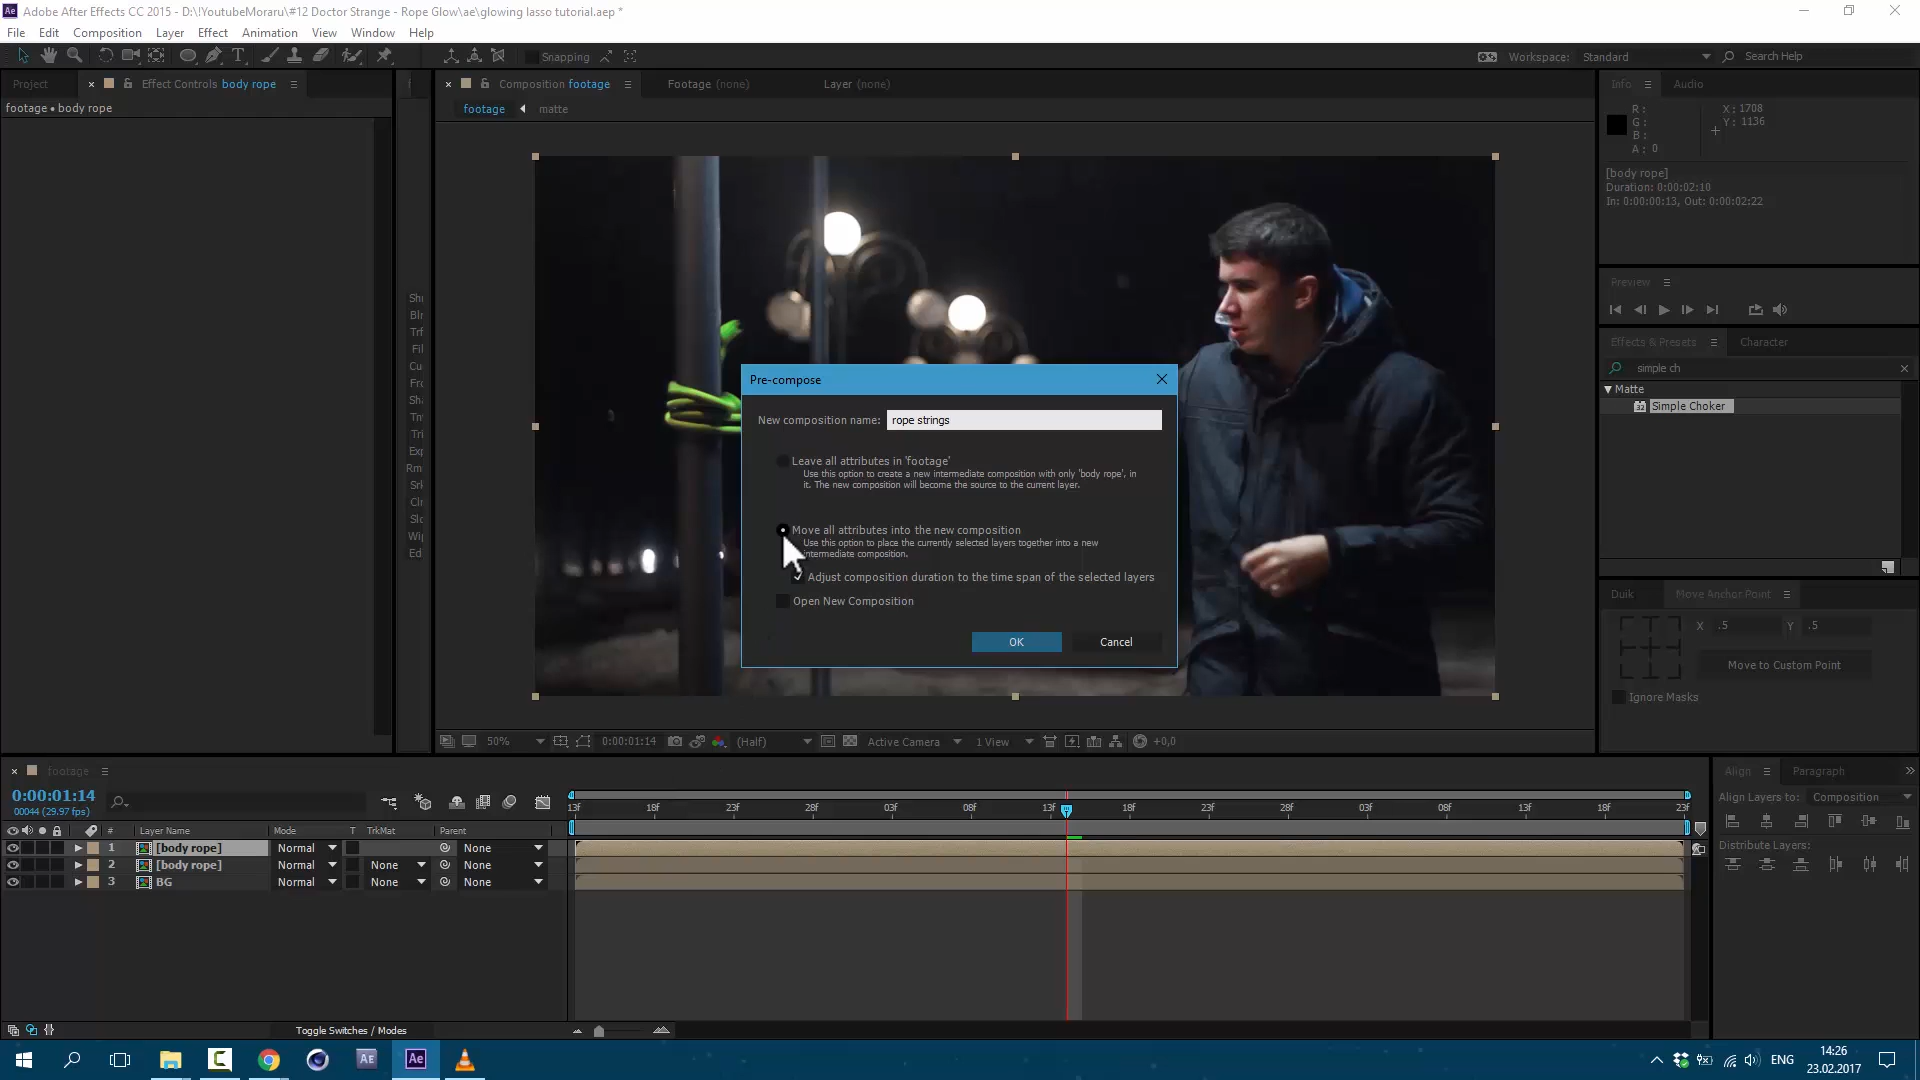 Adobe After Effects CC 2015 - D:\!YoutubeMoraru\#12 Doctor Strange - Rope Glow\ae\glowing lasso tutorial.aep *
File Edit Composition Layer Effect Animation View Window Help
Snapping
Workspace: Standard
Search Help
Project
Effect Controls body rope
Composition footage
Footage (none)
Layer (none)
Info
Audio
footage • body rope
footage
matte
R :
G :
B :
A : 0
X : 1708
Y : 1136
[body rope]
Duration: 0:00:02:10
In: 0:00:00:13, Out: 0:00:02:22
Preview
Effects & Presets
Character
simple ch
Matte
Simple Choker
Pre-compose
New composition name: rope strings
Leave all attributes in 'footage'
Use this option to create a new intermediate composition with only 'body rope', in
it. The new composition will become the source to the current layer.
Move all attributes into the new composition
Use this option to place the currently selected layers together into a new
intermediate composition.
Adjust composition duration to the time span of the selected layers
Open New Composition
OK
Cancel
Duik
Move Anchor Point
X .5 Y .5
Move to Custom Point
Ignore Masks
50%
0:00:01:14
(Half)
Active Camera
1 View
+0,0
footage
0:00:01:14
00044 (29.97 fps)
13f 18f 23f 28f 03f 08f 13f 18f 23f 28f 03f 08f 13f 18f 23f
# Layer Name Mode T TrkMat Parent
1 [body rope] Normal None
2 [body rope] Normal None None
3 BG Normal None None
Align
Paragraph
Align Layers to: Composition
Distribute Layers:
Toggle Switches / Modes
ENG
14:26
23.02.2017